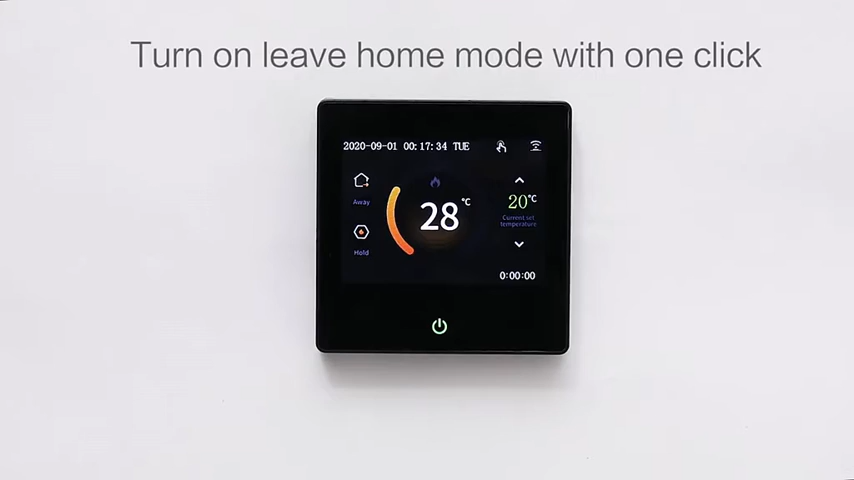 Turn on leave home mode with one click
2020-09-01 00:17:34 TUE
Away
28 ℃
20℃
Current set
temperature
Hold
0:00:00